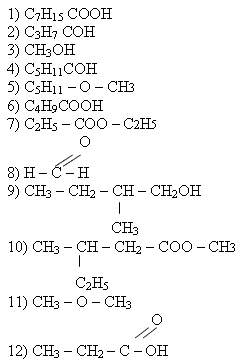 1) C7H15 COOH
2) C3H7 COH
3) CH3OH
4) C5H11COH
5) C5H11 – O – CH3
6) C4H9COOH
7) C2H5 – COO – C2H5
O
8) H – C – H
9) CH3 – CH2 – CH – CH2OH
CH3
10) CH3 – CH – CH2 – COO – CH3
C2H5
11) CH3 – O – CH3
O
12) CH3 – CH2 – C – OH